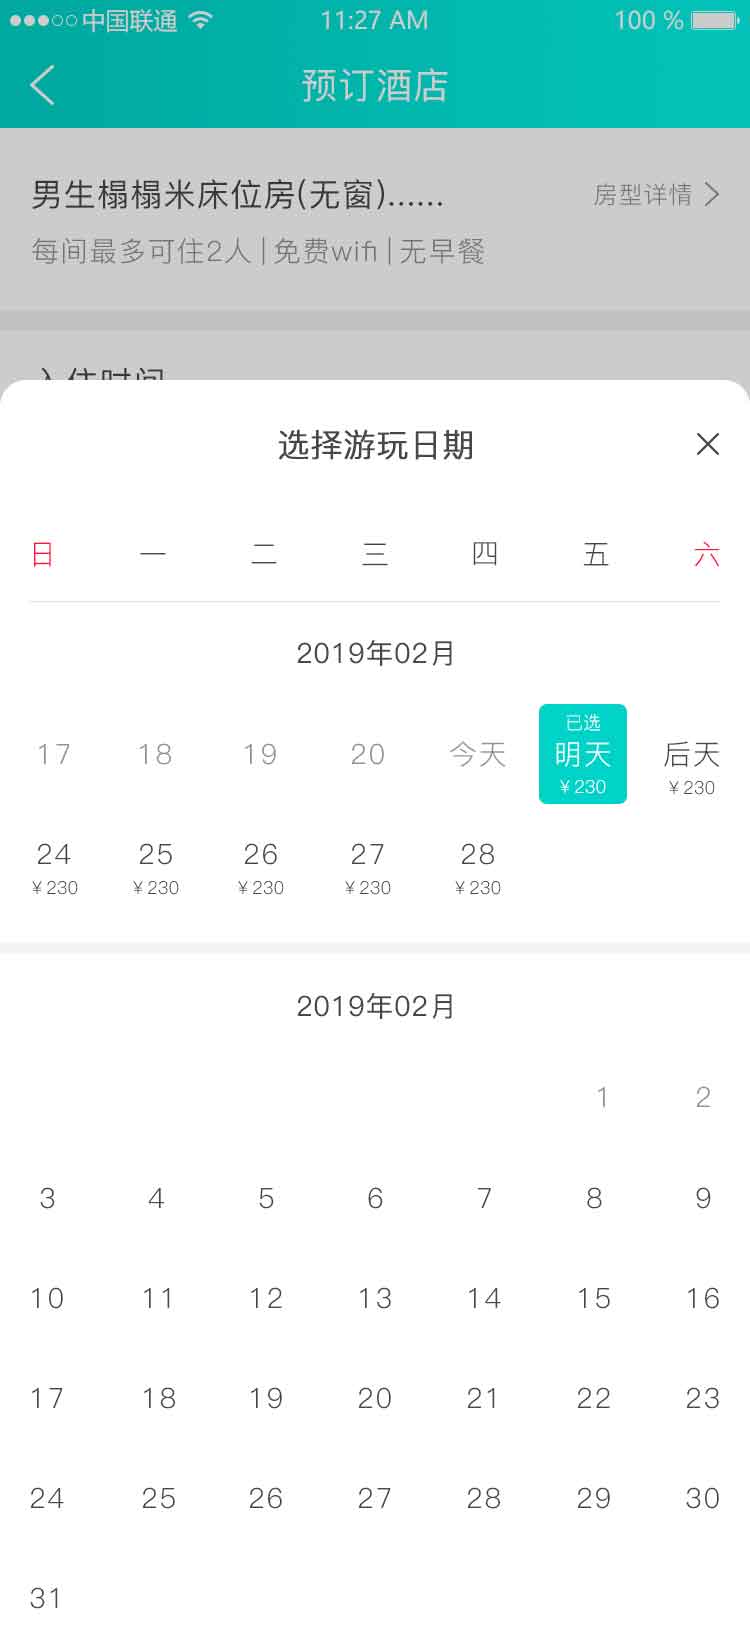 中国联通 11:27 AM 100 %
预订酒店
男生榻榻米床位房(无窗)...... 房型详情
每间最多可住2人 | 免费wifi | 无早餐
入住时间
选择游玩日期
日 一 二 三 四 五 六
2019年02月
已选
17 18 19 20 今天 明天 后天
¥230 ¥230
24 25 26 27 28
¥230 ¥230 ¥230 ¥230 ¥230
2019年02月
1 2
3 4 5 6 7 8 9
10 11 12 13 14 15 16
17 18 19 20 21 22 23
24 25 26 27 28 29 30
31